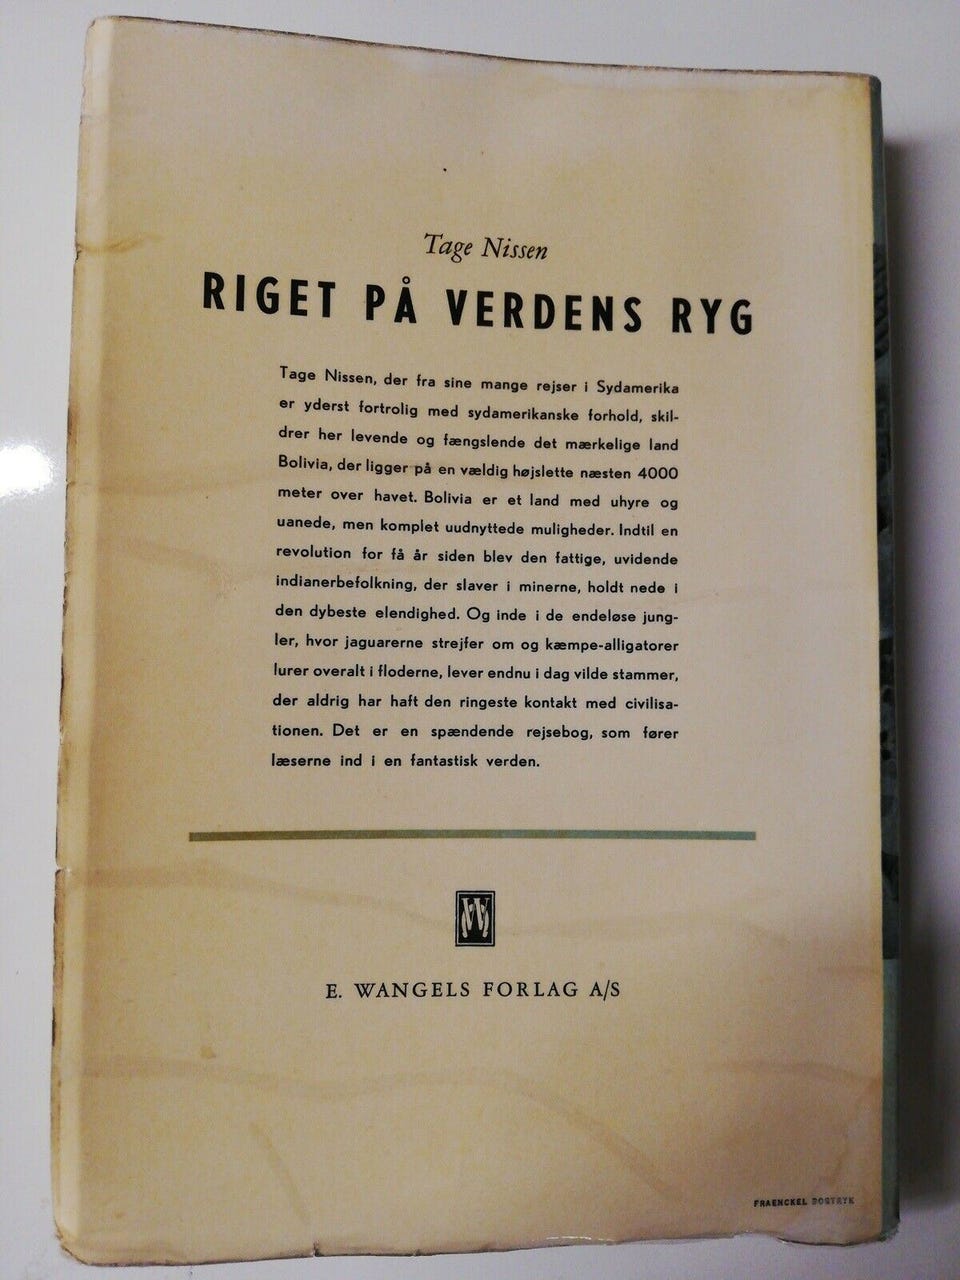 Tage Nissen
RIGET PÅ VERDENS RYG
Tage Nissen, der fra sine mange rejser i Sydamerika
er yderst fortrolig med sydamerikanske forhold, skil-
drer her levende og fængslende det mærkelige land
Bolivia, der ligger på en vældig højslette næsten 4000
meter over havet. Bolivia er et land med uhyre og
uanede, men komplet uudnyttede muligheder. Indtil en
revolution for få år siden blev den fattige, uvidende
indianerbefolkning, der slaver i minerne, holdt nede i
den dybeste elendighed. Og inde i de endeløse jung-
ler, hvor jaguarerne strejfer om og kæmpe-alligatorer
lurer overalt i floderne, lever endnu i dag vilde stammer,
der aldrig har haft den ringeste kontakt med civilisa-
tionen. Det er en spændende rejsebog, som fører
læserne ind i en fantastisk verden.
W
E. WANGELS FORLAG A/S
FRAENCKEL